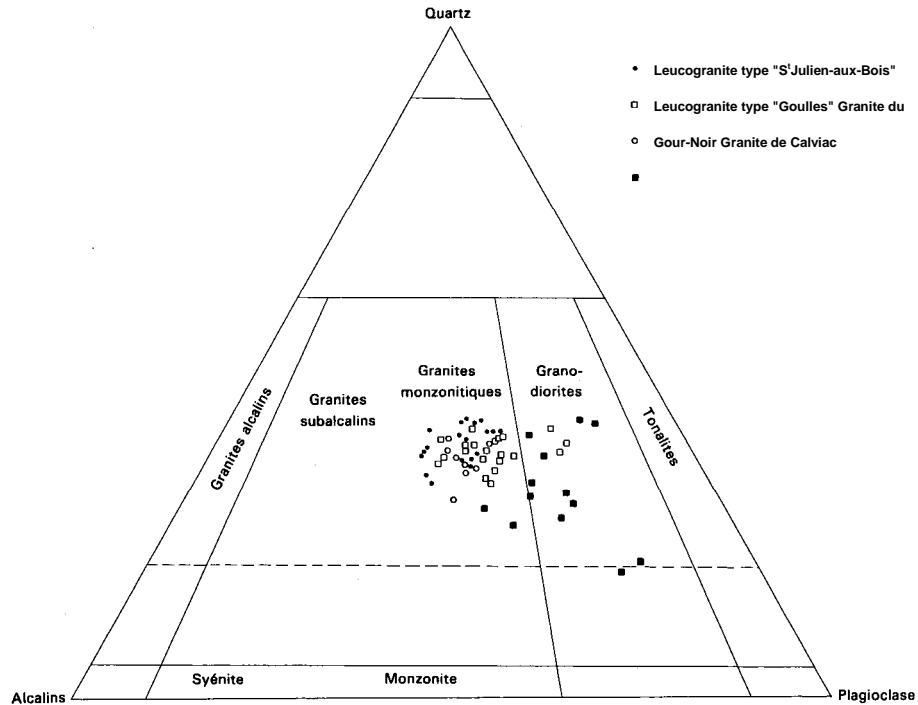 Quartz
Leucogranite type "StJulien-aux-Bois"
Leucogranite type "Goulles" Granite du
Gour-Noir Granite de Calviac
Granites alcalins
Granites
subalcalins
Granites
monzonitiques
Grano-
diorites
Tonalites
Syénite
Monzonite
Alcalins
Plagioclase